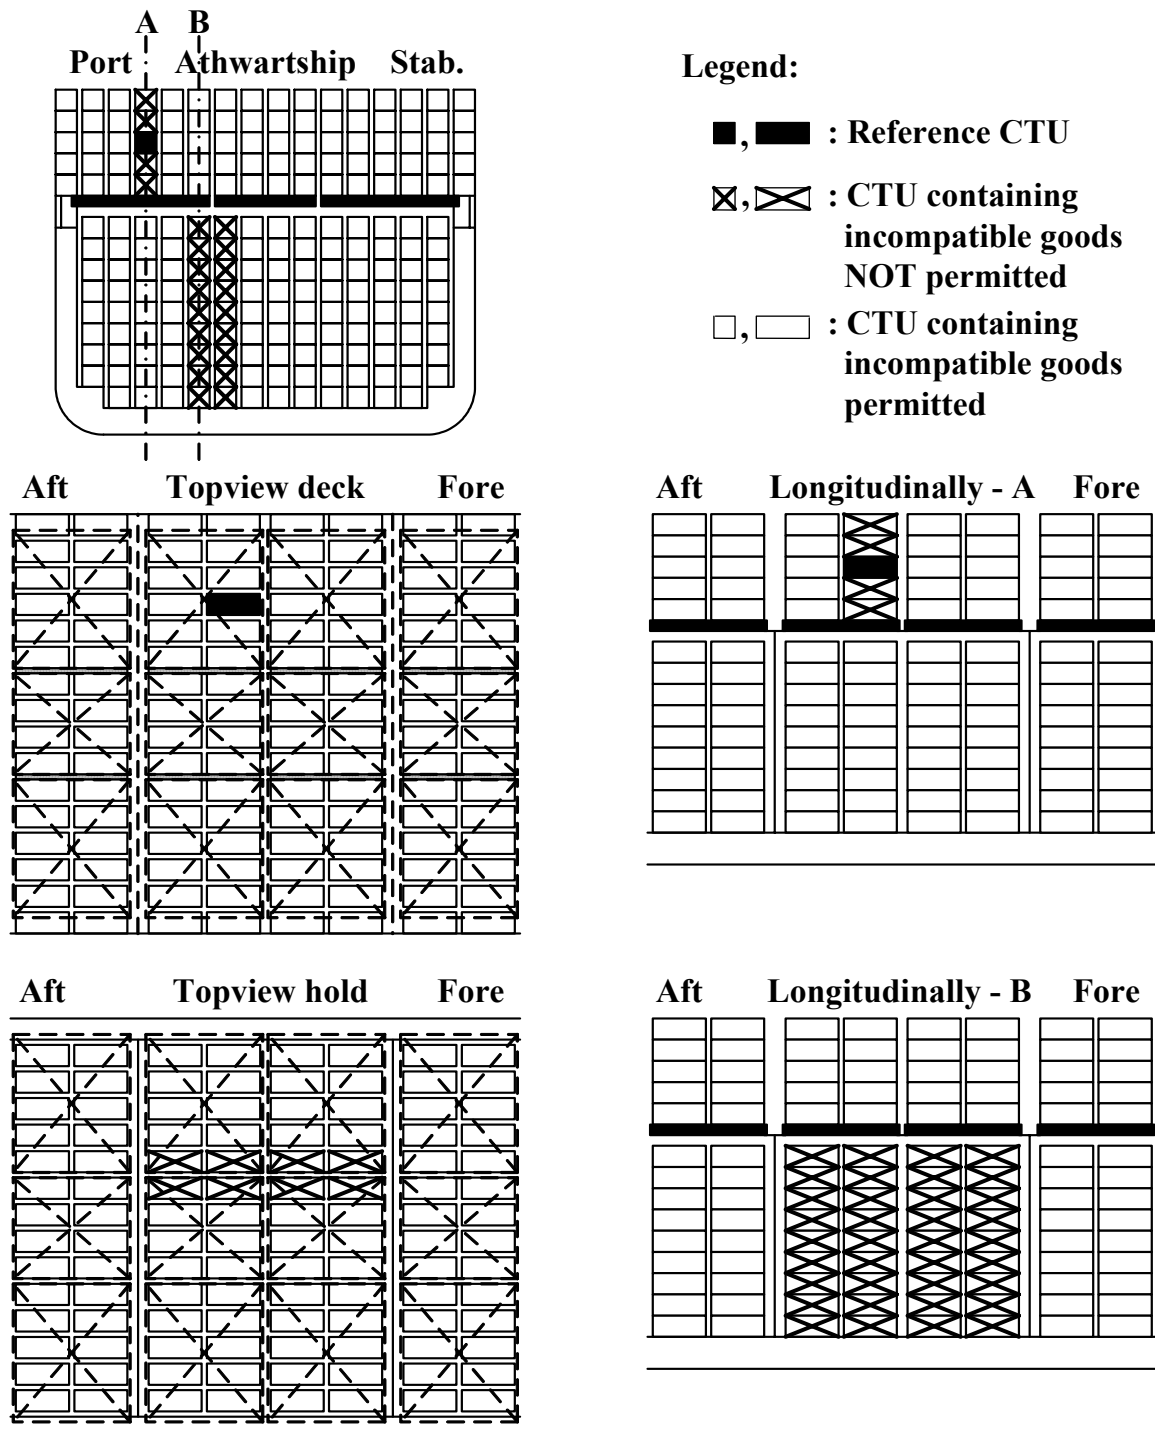 A B
Port Athwartship Stab.
Legend:
, : Reference CTU
, : CTU containing
incompatible goods
NOT permitted
, : CTU containing
incompatible goods
permitted
Aft Topview deck Fore
Aft Longitudinally - A Fore
Aft Topview hold Fore
Aft Longitudinally - B Fore